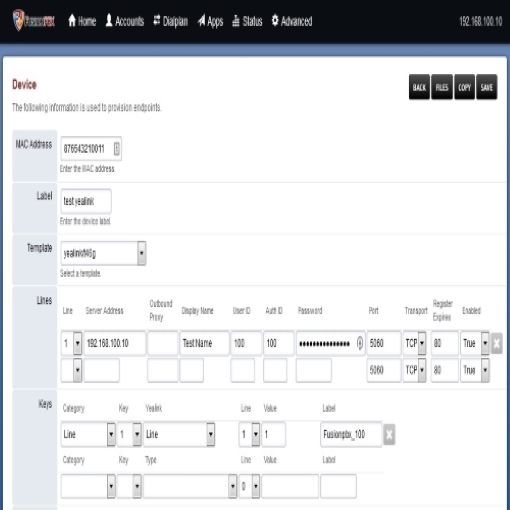 FUSIONPBX Home Accounts Dialplan Apps Status Advanced 192.168.100.10
Device BACK FILES COPY SAVE
The following information is used to provision endpoints.
MAC Address 876543210011
Enter the MAC address.
Label test yealink
Enter the device label
Template
Select a template.
Lines
Line Server Address Outbound Proxy Display Name User ID Auth ID Password Port Transport Register Expires Enabled
1 192.168.100.10 Test Name 100 100 ••••••••••••••• 5060 TCP 80 True
5060 TCP 80 True
Keys
Category Key Yealink Line Value Label
Line 1 Line 1 1 Fusionpbx_100
Category Key Type Line Value Label
0